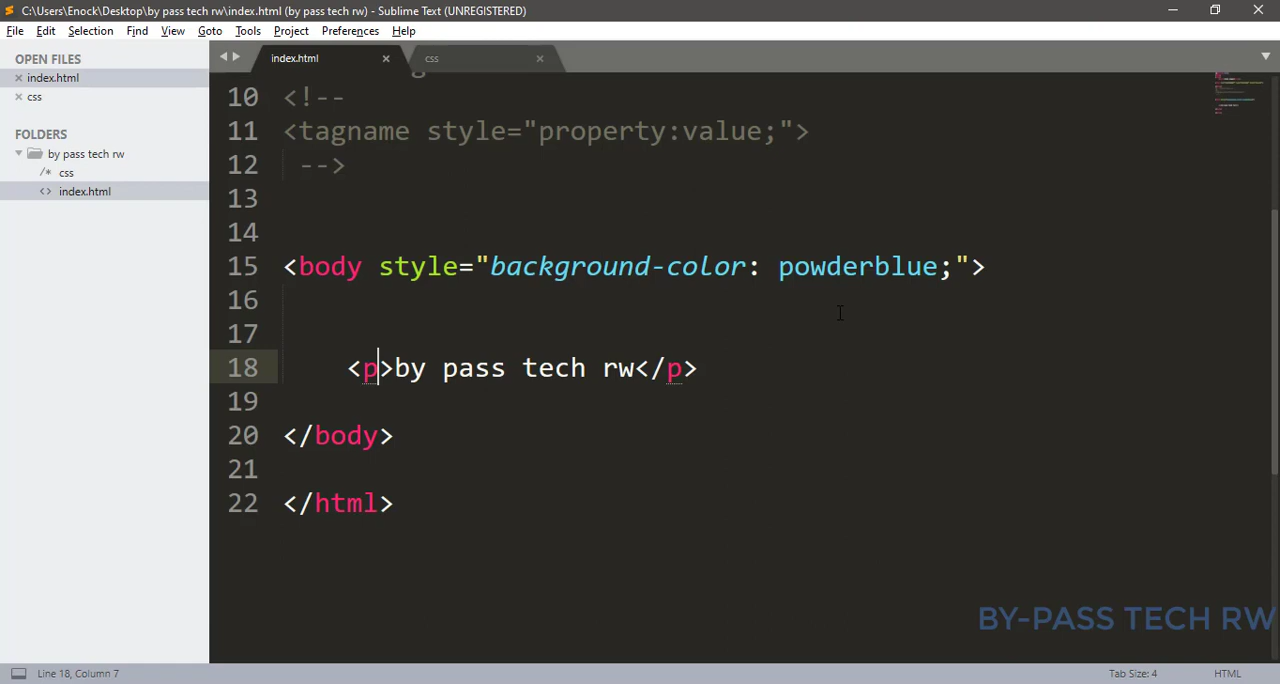 C:\Users\Enock\Desktop\by pass tech rw\index.html (by pass tech rw) - Sublime Text (UNREGISTERED)
File Edit Selection Find View Goto Tools Project Preferences Help
OPEN FILES
index.html
css
FOLDERS
by pass tech rw
/* css
<> index.html
index.html css
10 <!--
11 <tagname style="property:value;">
12 -->
13
14
15 <body style="background-color: powderblue;">
16
17
18 <p>by pass tech rw</p>
19
20 </body>
21
22 </html>
BY-PASS TECH RW
Line 18, Column 7 Tab Size: 4 HTML